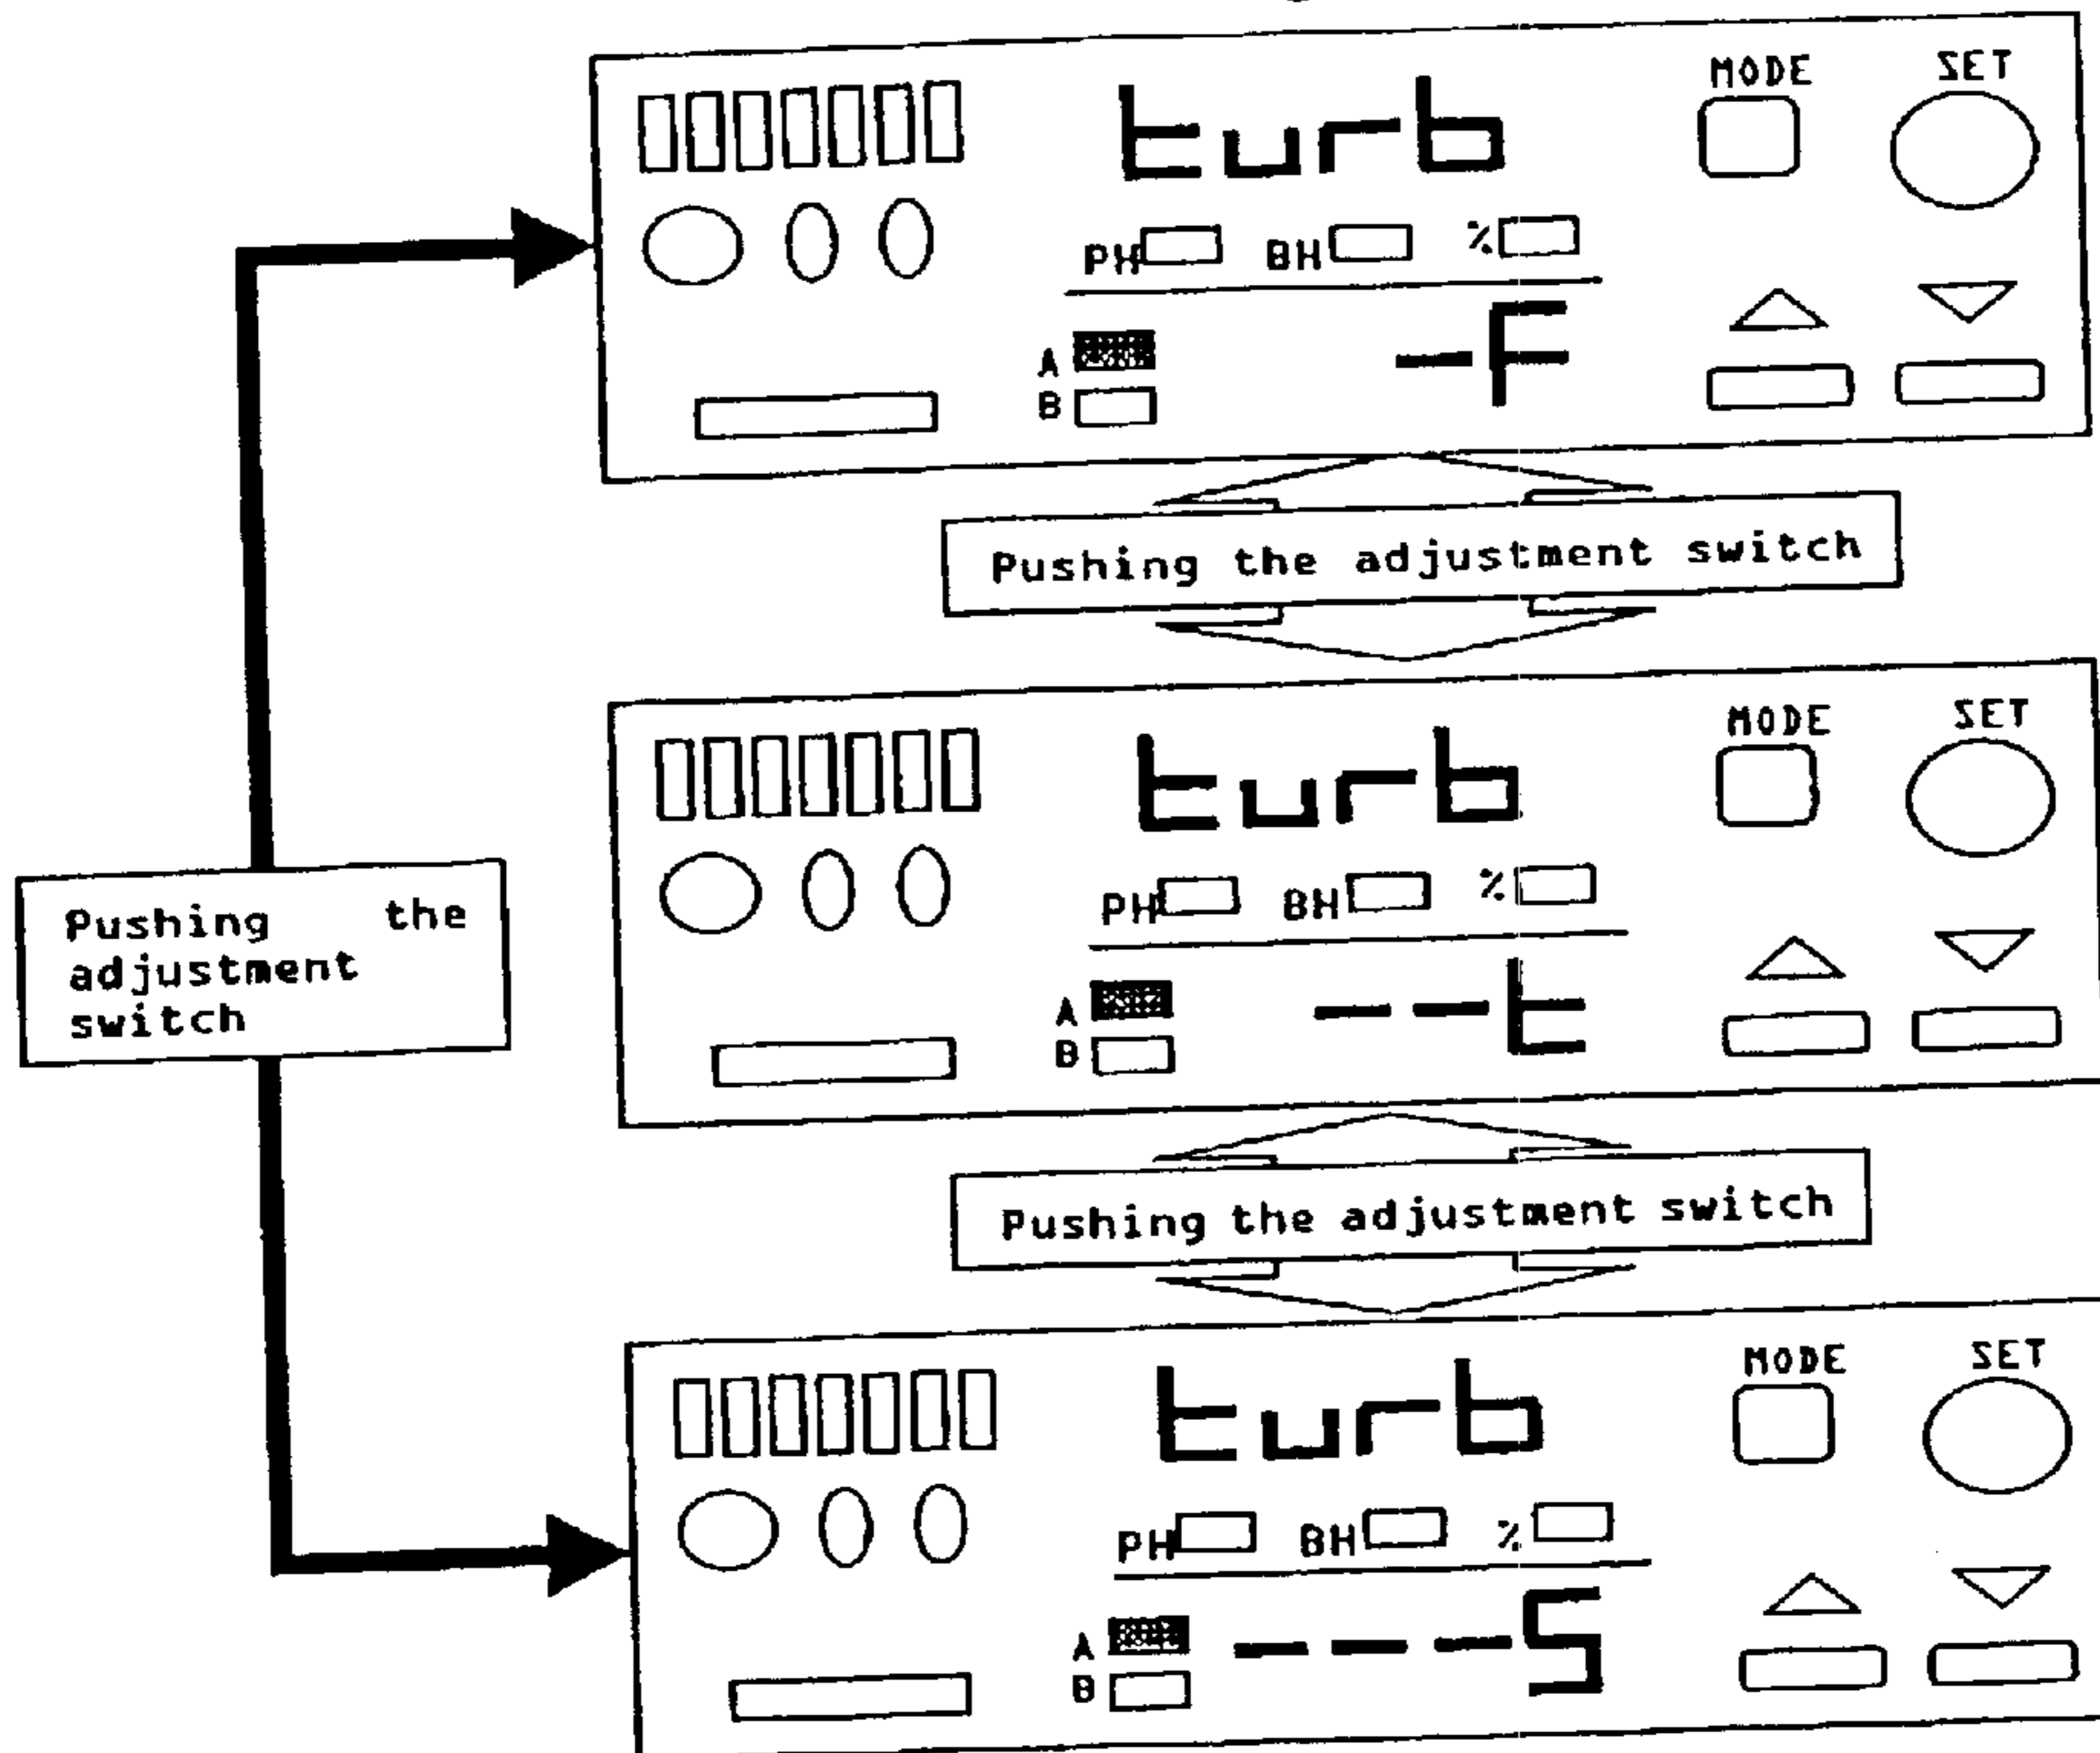 MODE SET
turb
PH BH %
A -F
B
Pushing the adjustment switch
MODE SET
turb
PH BH %
A --t
B
Pushing the
adjustment
switch
Pushing the adjustment switch
MODE SET
turb
PH BH %
A ---S
B